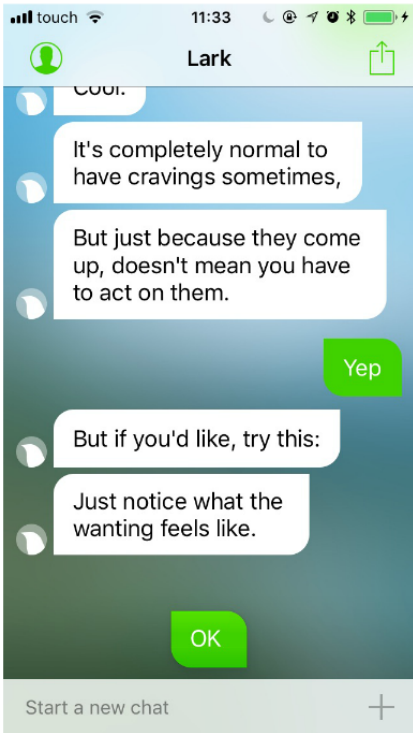 touch 11:33
Lark
Cool.
It's completely normal to
have cravings sometimes,
But just because they come
up, doesn't mean you have
to act on them.
Yep
But if you'd like, try this:
Just notice what the
wanting feels like.
OK
Start a new chat